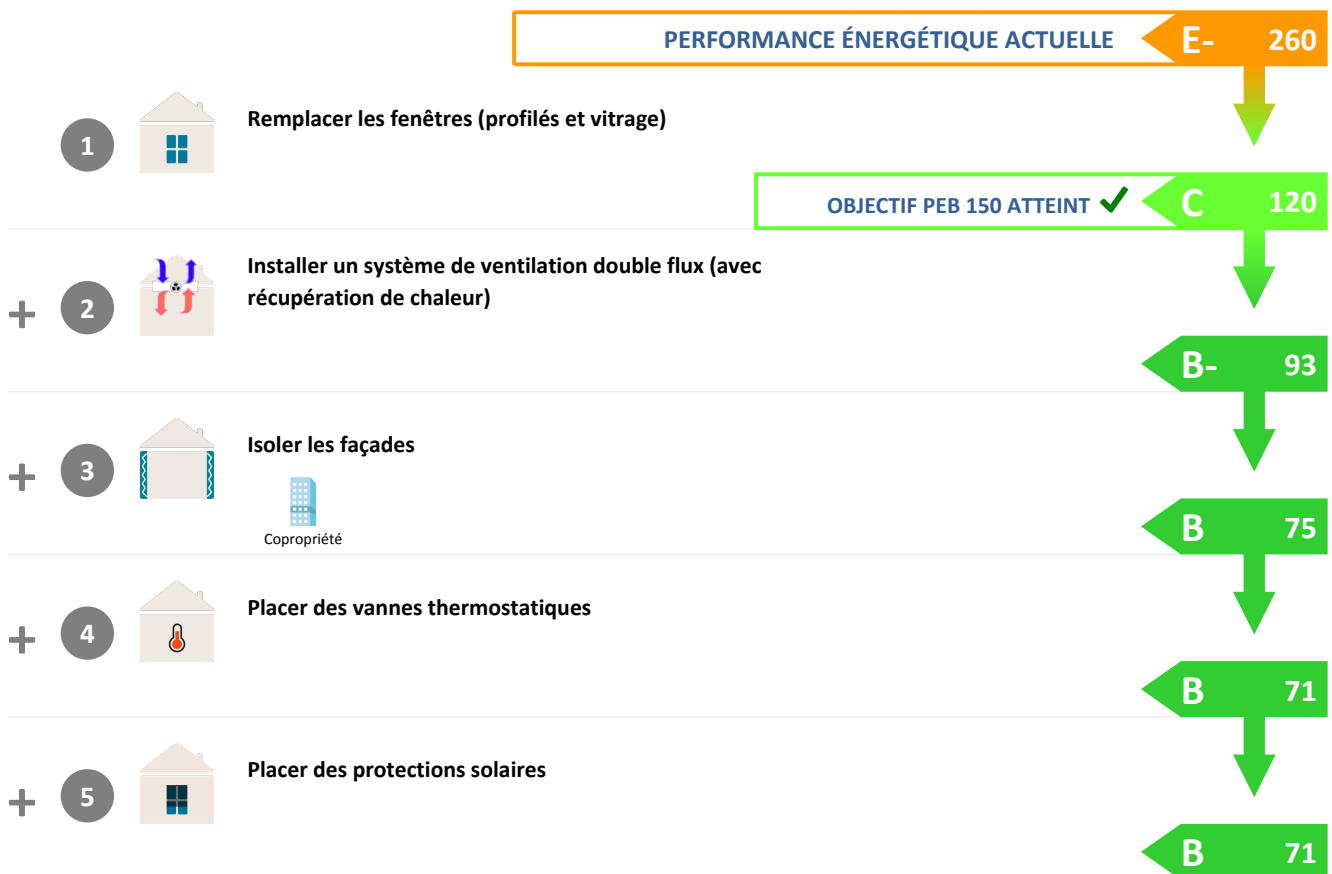 PERFORMANCE ÉNERGÉTIQUE ACTUELLE E- 260
1 Remplacer les fenêtres (profilés et vitrage)
OBJECTIF PEB 150 ATTEINT ✔ C 120
+ 2 Installer un système de ventilation double flux (avec
récupération de chaleur)
B- 93
+ 3 Isoler les façades
Copropriété
B 75
+ 4 Placer des vannes thermostatiques
B 71
+ 5 Placer des protections solaires
B 71